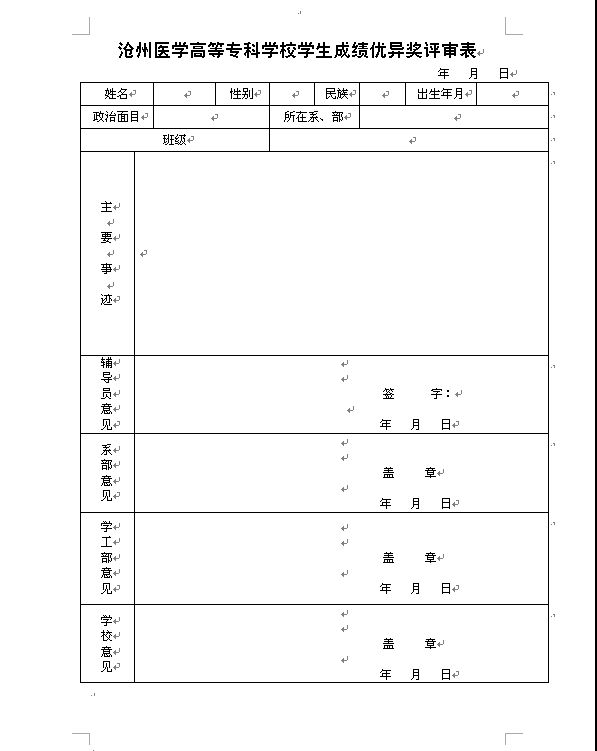 沧州医学高等专科学校学生成绩优异奖评审表
年 月 日
姓名 性别 民族 出生年月
政治面目 所在系、部
班级
主
要
事
迹
辅
导
员
意
见
签 字：
年 月 日
系
部
意
见
盖 章
年 月 日
学
工
部
意
见
盖 章
年 月 日
学
校
意
见
盖 章
年 月 日